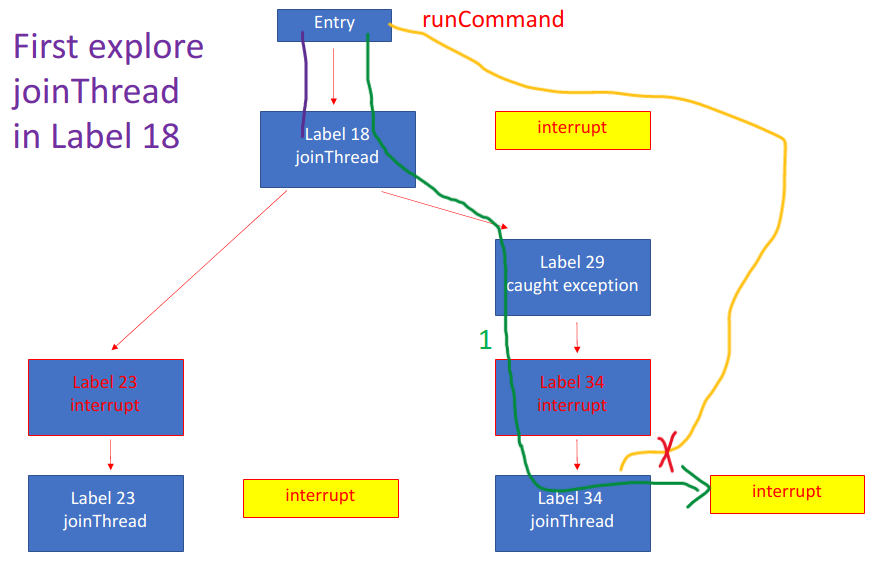 Entry
runCommand
First explore
joinThread
in Label 18
Label 18
joinThread
interrupt
Label 29
caught exception
1
Label 23
interrupt
Label 34
interrupt
Label 23
joinThread
interrupt
Label 34
joinThread
interrupt